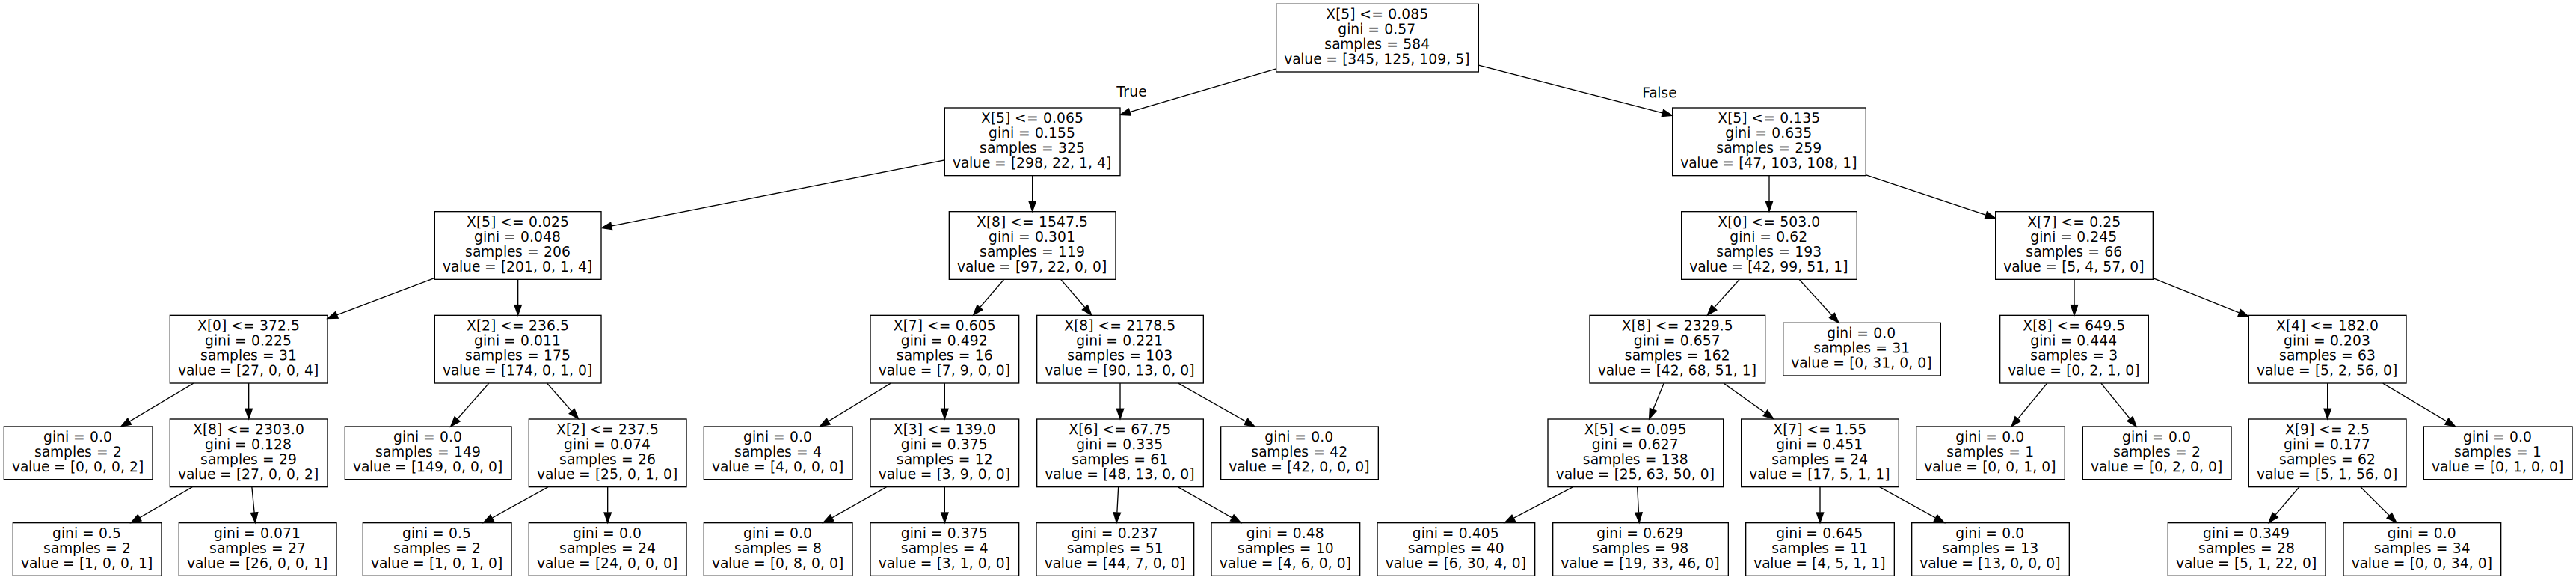 X[5] <= 0.085
gini = 0.57
samples = 584
value = [345, 125, 109, 5]
True
False
X[5] <= 0.065
gini = 0.155
samples = 325
value = [298, 22, 1, 4]
X[5] <= 0.135
gini = 0.635
samples = 259
value = [47, 103, 108, 1]
X[5] <= 0.025
gini = 0.048
samples = 206
value = [201, 0, 1, 4]
X[8] <= 1547.5
gini = 0.301
samples = 119
value = [97, 22, 0, 0]
X[0] <= 503.0
gini = 0.62
samples = 193
value = [42, 99, 51, 1]
X[7] <= 0.25
gini = 0.245
samples = 66
value = [5, 4, 57, 0]
X[0] <= 372.5
gini = 0.225
samples = 31
value = [27, 0, 0, 4]
X[2] <= 236.5
gini = 0.011
samples = 175
value = [174, 0, 1, 0]
X[7] <= 0.605
gini = 0.492
samples = 16
value = [7, 9, 0, 0]
X[8] <= 2178.5
gini = 0.221
samples = 103
value = [90, 13, 0, 0]
X[8] <= 2329.5
gini = 0.657
samples = 162
value = [42, 68, 51, 1]
gini = 0.0
samples = 31
value = [0, 31, 0, 0]
X[8] <= 649.5
gini = 0.444
samples = 3
value = [0, 2, 1, 0]
X[4] <= 182.0
gini = 0.203
samples = 63
value = [5, 2, 56, 0]
gini = 0.0
samples = 2
value = [0, 0, 0, 2]
X[8] <= 2303.0
gini = 0.128
samples = 29
value = [27, 0, 0, 2]
gini = 0.0
samples = 149
value = [149, 0, 0, 0]
X[2] <= 237.5
gini = 0.074
samples = 26
value = [25, 0, 1, 0]
gini = 0.0
samples = 4
value = [4, 0, 0, 0]
X[3] <= 139.0
gini = 0.375
samples = 12
value = [3, 9, 0, 0]
X[6] <= 67.75
gini = 0.335
samples = 61
value = [48, 13, 0, 0]
gini = 0.0
samples = 42
value = [42, 0, 0, 0]
X[5] <= 0.095
gini = 0.627
samples = 138
value = [25, 63, 50, 0]
X[7] <= 1.55
gini = 0.451
samples = 24
value = [17, 5, 1, 1]
gini = 0.0
samples = 1
value = [0, 0, 1, 0]
gini = 0.0
samples = 2
value = [0, 2, 0, 0]
X[9] <= 2.5
gini = 0.177
samples = 62
value = [5, 1, 56, 0]
gini = 0.0
samples = 1
value = [0, 1, 0, 0]
gini = 0.5
samples = 2
value = [1, 0, 0, 1]
gini = 0.071
samples = 27
value = [26, 0, 0, 1]
gini = 0.5
samples = 2
value = [1, 0, 1, 0]
gini = 0.0
samples = 24
value = [24, 0, 0, 0]
gini = 0.0
samples = 8
value = [0, 8, 0, 0]
gini = 0.375
samples = 4
value = [3, 1, 0, 0]
gini = 0.237
samples = 51
value = [44, 7, 0, 0]
gini = 0.48
samples = 10
value = [4, 6, 0, 0]
gini = 0.405
samples = 40
value = [6, 30, 4, 0]
gini = 0.629
samples = 98
value = [19, 33, 46, 0]
gini = 0.645
samples = 11
value = [4, 5, 1, 1]
gini = 0.0
samples = 13
value = [13, 0, 0, 0]
gini = 0.349
samples = 28
value = [5, 1, 22, 0]
gini = 0.0
samples = 34
value = [0, 0, 34, 0]